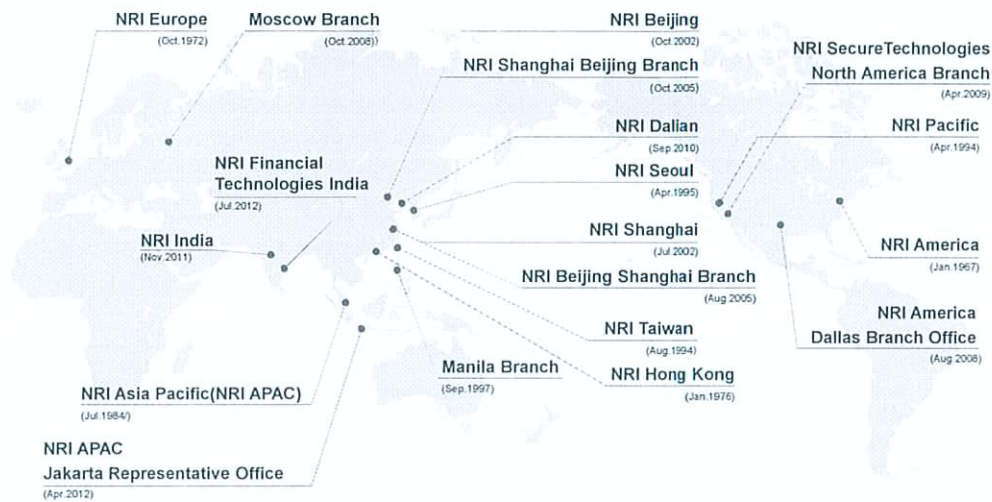 NRI Europe
(Oct.1972)
Moscow Branch
(Oct.2008))
NRI Beijing
(Oct.2002)
NRI Shanghai Beijing Branch
(Oct.2005)
NRI SecureTechnologies
North America Branch
(Apr.2009)
NRI Dalian
(Sep.2010)
NRI Pacific
(Apr.1994)
NRI Financial
Technologies India
(Jul.2012)
NRI Seoul
(Apr.1995)
NRI India
(Nov.2011)
NRI Shanghai
(Jul.2002)
NRI America
(Jan.1967)
NRI Beijing Shanghai Branch
(Aug.2005)
NRI America
Dallas Branch Office
(Aug.2008)
NRI Taiwan
(Aug.1994)
Manila Branch
(Sep.1997)
NRI Hong Kong
(Jan.1976)
NRI Asia Pacific(NRI APAC)
(Jul.1984/)
NRI APAC
Jakarta Representative Office
(Apr.2012)